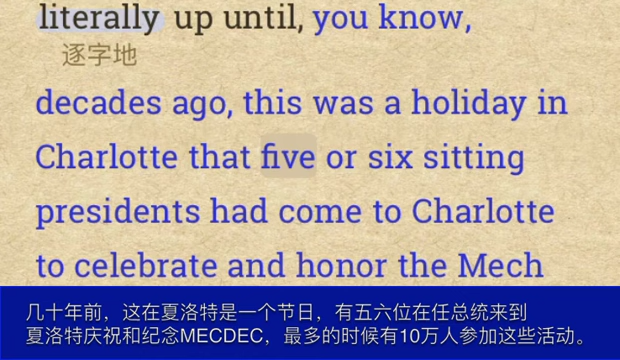 literally up until, you know,
逐字地
decades ago, this was a holiday in
Charlotte that five or six sitting
presidents had come to Charlotte
to celebrate and honor the Mech
几十年前，这在夏洛特是一个节日，有五六位在任总统来到
夏洛特庆祝和纪念MECDEC，最多的时候有10万人参加这些活动。